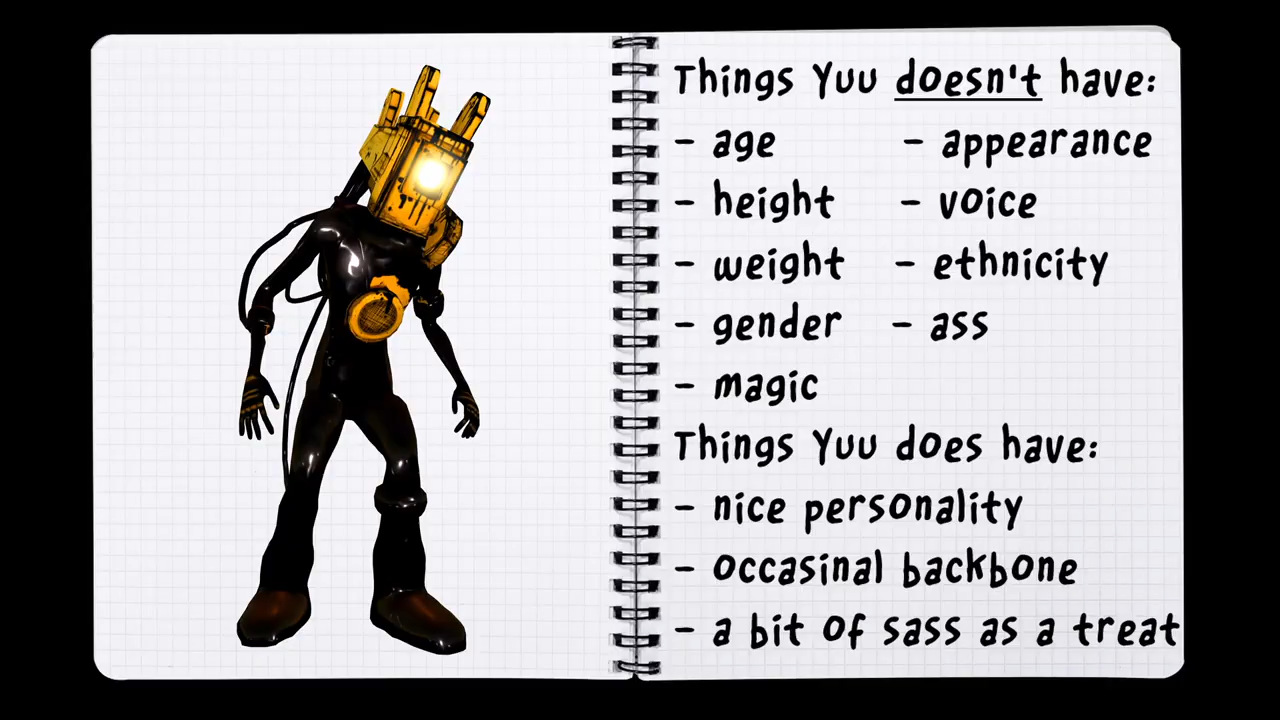 Things Yuu doesn't have:
- age - appearance
- height - voice
- weight - ethnicity
- gender - ass
- magic
Things Yuu does have:
- nice personality
- occasinal backbone
- a bit of sass as a treat